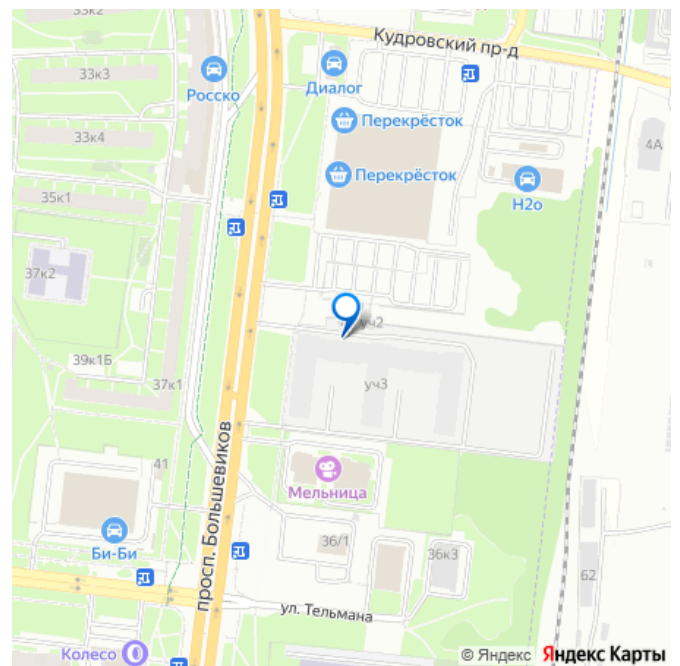 33к2
Кудровский пр-д
33к3
Росско
Диалог
Перекрёсток
33к4
4А
Перекрёсток
35к1
Н2о
37к2
уч2
39к1Б
37к1
уч3
просп. Большевиков
41
Мельница
Би-Би
36/1
36к3
62
ул. Тельмана
Колесо
© Яндекс Яндекс Карты